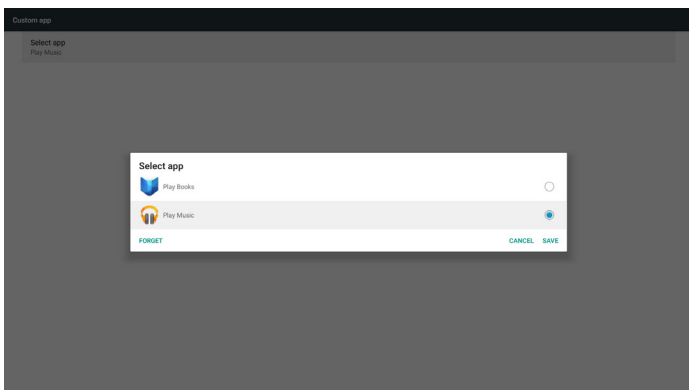 Custom app
Select app
Play Music
Select app
Play Books
Play Music
FORGET CANCEL SAVE